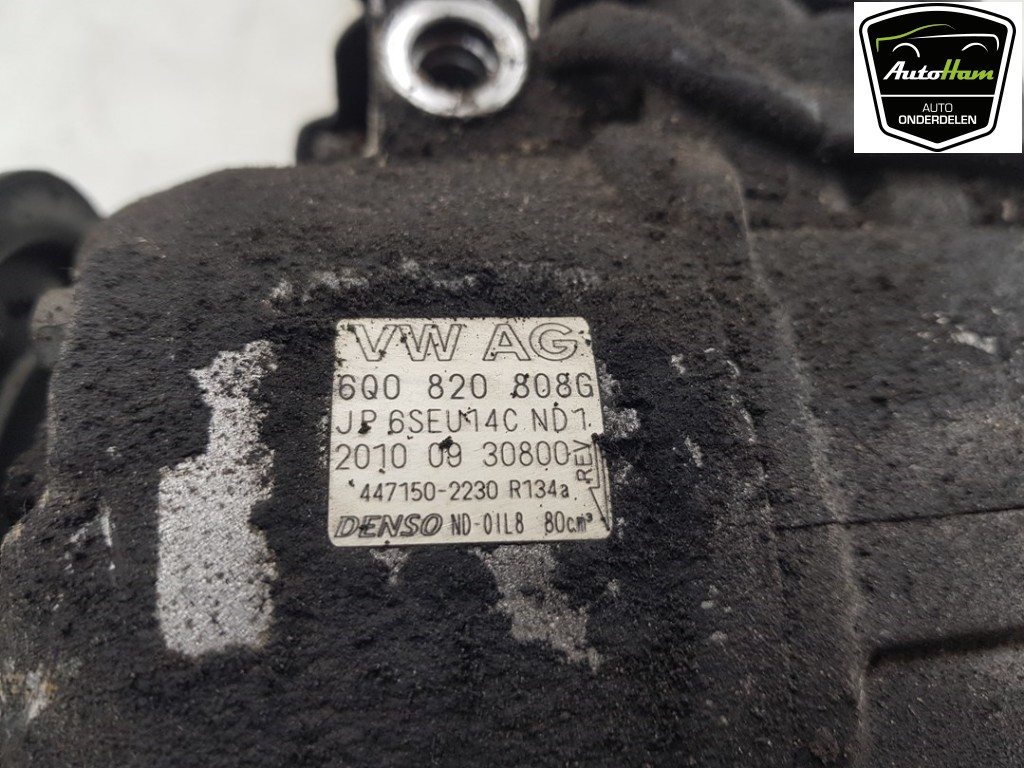 AutoHam
AUTO
ONDERDELEN
VW AG
6Q0 820 808G
JP 6SEU14C ND1
2010 09 30800
REV
447150-2230 R134a
DENSO ND-OIL8 80cm³